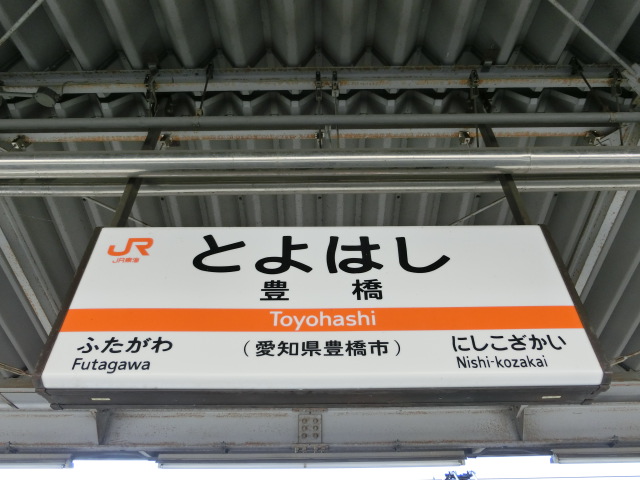 JR
JR東海
とよはし
豊橋
Toyohashi
ふたがわ
Futagawa
（愛知県豊橋市）
にしこざかい
Nishi-kozakai